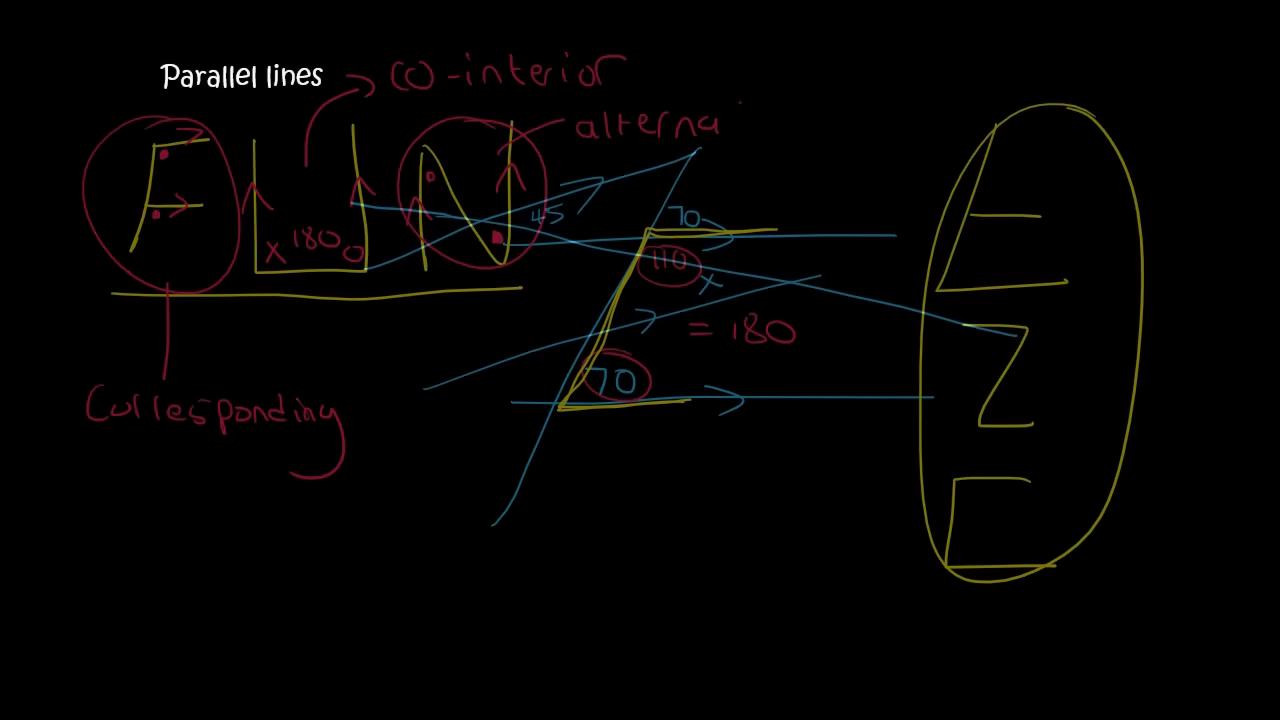 Parallel lines
co-interior
alterna
x 180
45
70
110
x
= 180
70
Corresponding